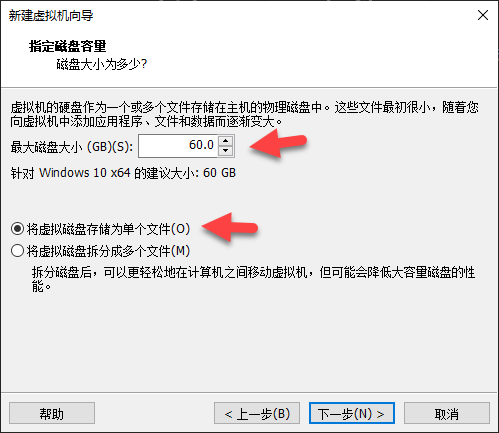 新建虚拟机向导
指定磁盘容量
磁盘大小为多少?
虚拟机的硬盘作为一个或多个文件存储在主机的物理磁盘中。这些文件最初很小，随着您
向虚拟机中添加应用程序、文件和数据而逐渐变大。
最大磁盘大小 (GB)(S): 60.0
针对 Windows 10 x64 的建议大小: 60 GB
将虚拟磁盘存储为单个文件(O)
将虚拟磁盘拆分成多个文件(M)
拆分磁盘后，可以更轻松地在计算机之间移动虚拟机，但可能会降低大容量磁盘的性
能。
帮助 < 上一步(B) 下一步(N) > 取消